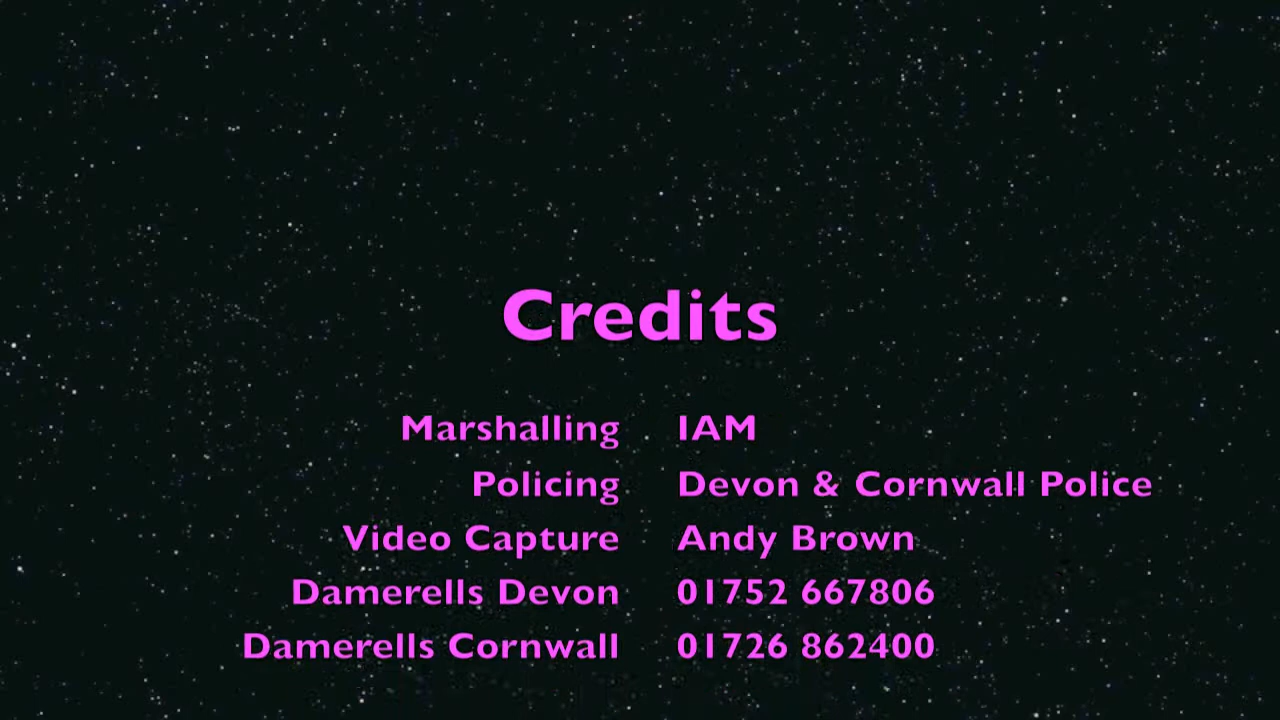 Credits
Marshalling IAM
Policing Devon & Cornwall Police
Video Capture Andy Brown
Damerells Devon 01752 667806
Damerells Cornwall 01726 862400